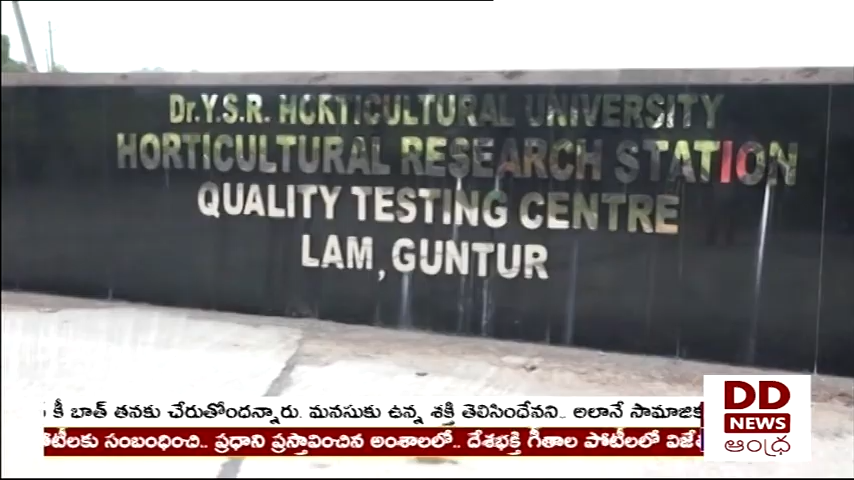 Dr.Y.S.R. HORTICULTURAL UNIVERSITY
HORTICULTURAL RESEARCH STATION
QUALITY TESTING CENTRE
LAM, GUNTUR
కీ బాత్ తనకు చేరుతోందన్నారు. మనసుకు ఉన్న శక్తి తెలిసిందేనని.. అలానే సామాజిక
సంబంధించి.. ప్రధాని ప్రస్తావించిన అంశాలలో.. దేశభక్తి గీతాల పోటీలలో
DD
NEWS
ఆంధ్ర